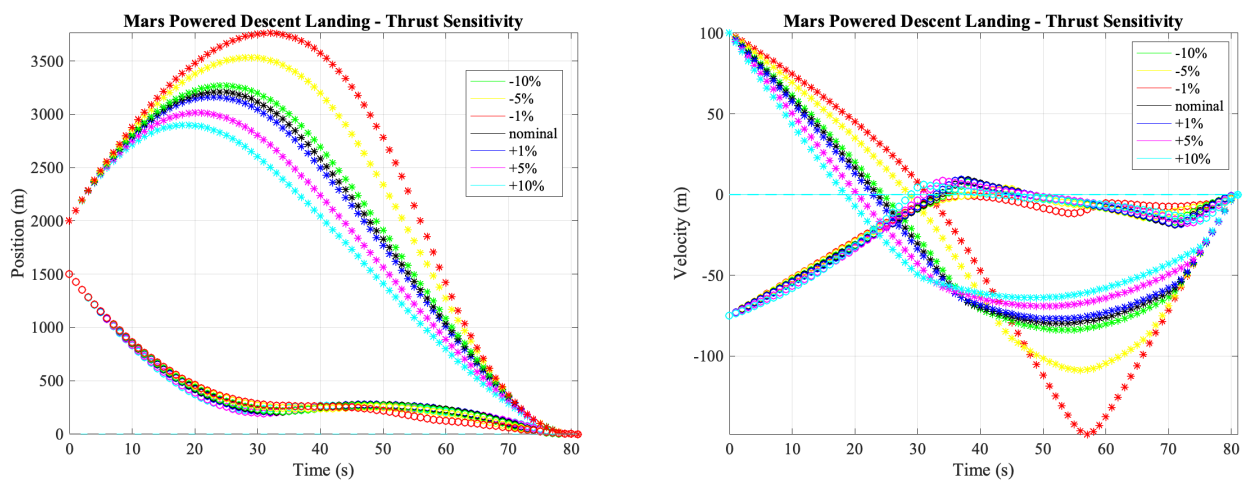 Mars Powered Descent Landing - Thrust Sensitivity
Position (m)
3500
3000
2500
2000
1500
1000
500
0
0 10 20 30 40 50 60 70 80
Time (s)
-10%
-5%
-1%
nominal
+1%
+5%
+10%
Mars Powered Descent Landing - Thrust Sensitivity
Velocity (m)
100
50
0
-50
-100
0 10 20 30 40 50 60 70 80
Time (s)
-10%
-5%
-1%
nominal
+1%
+5%
+10%